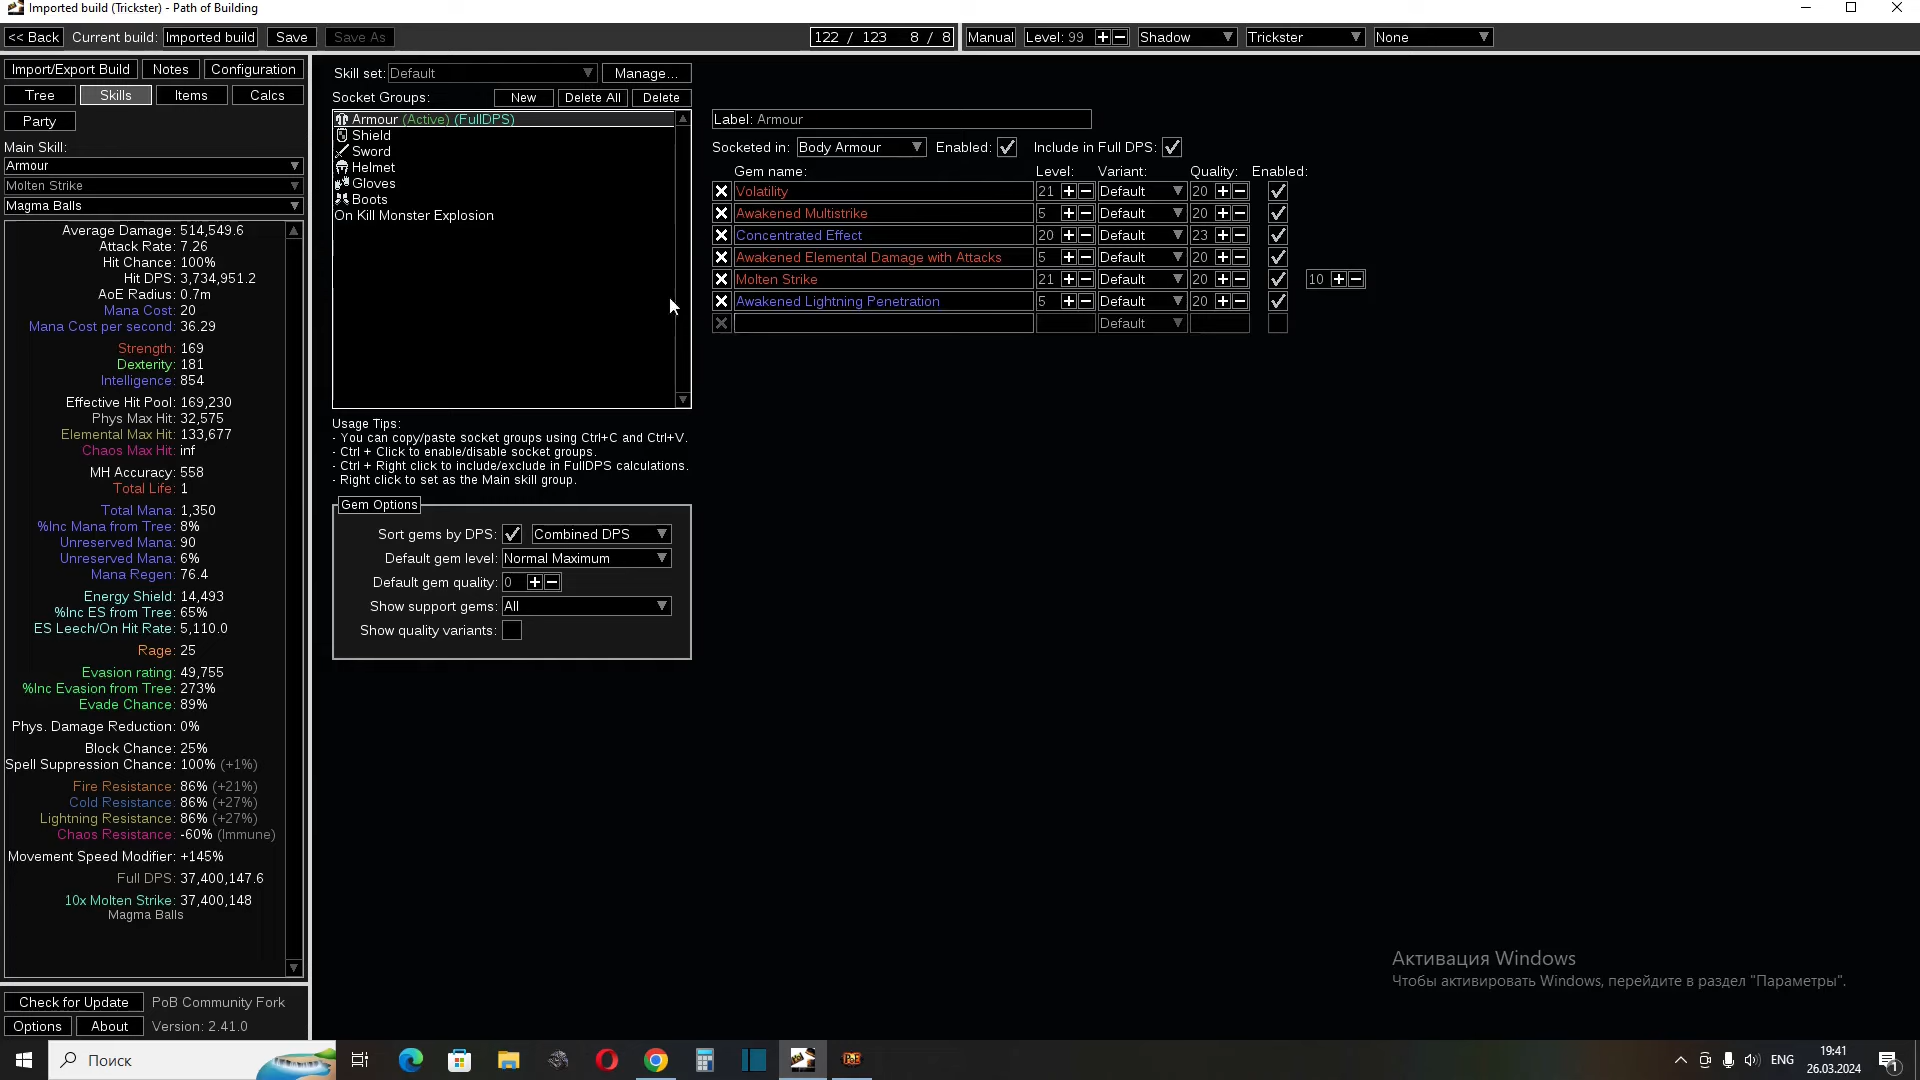 Imported build (Trickster) - Path of Building
<< Back Current build: Imported build Save Save As 122 / 123 8 / 8 Manual Level: 99 Shadow Trickster None
Import/Export Build Notes Configuration
Tree Skills Items Calcs
Party
Main Skill:
Armour
Molten Strike
Magma Balls
Average Damage: 514,549.6
Attack Rate: 7.26
Hit Chance: 100%
Hit DPS: 3,734,951.2
AoE Radius: 0.7m
Mana Cost: 20
Mana Cost per second: 36.29
Strength: 169
Dexterity: 181
Intelligence: 854
Effective Hit Pool: 169,230
Phys Max Hit: 32,575
Elemental Max Hit: 133,677
Chaos Max Hit: inf
MH Accuracy: 558
Total Life: 1
Total Mana: 1,350
%Inc Mana from Tree: 8%
Unreserved Mana: 90
Unreserved Mana: 6%
Mana Regen: 76.4
Energy Shield: 14,493
%Inc ES from Tree: 65%
ES Leech/On Hit Rate: 5,110.0
Rage: 25
Evasion rating: 49,755
%Inc Evasion from Tree: 273%
Evade Chance: 89%
Phys. Damage Reduction: 0%
Block Chance: 25%
Spell Suppression Chance: 100% (+1%)
Fire Resistance: 86% (+21%)
Cold Resistance: 86% (+27%)
Lightning Resistance: 86% (+27%)
Chaos Resistance: -60% (Immune)
Movement Speed Modifier: +145%
Full DPS: 37,400,147.6
10x Molten Strike: 37,400,148
Magma Balls
Check for Update PoB Community Fork
Options About Version: 2.41.0
Skill set: Default Manage...
Socket Groups: New Delete All Delete
Armour (Active) (FullDPS)
Shield
Sword
Helmet
Gloves
Boots
On Kill Monster Explosion
Usage Tips:
- You can copy/paste socket groups using Ctrl+C and Ctrl+V.
- Ctrl + Click to enable/disable socket groups.
- Ctrl + Right click to include/exclude in FullDPS calculations.
- Right click to set as the Main skill group.
Gem Options
Sort gems by DPS: Combined DPS
Default gem level: Normal Maximum
Default gem quality: 0
Show support gems: All
Show quality variants:
Label: Armour
Socketed in: Body Armour Enabled: Include in Full DPS:
Gem name: Level: Variant: Quality: Enabled:
Volatility 21 Default 20
Awakened Multistrike 5 Default 20
Concentrated Effect 20 Default 23
Awakened Elemental Damage with Attacks 5 Default 20
Molten Strike 21 Default 20 10
Awakened Lightning Penetration 5 Default 20
Default
Активация Windows
Чтобы активировать Windows, перейдите в раздел "Параметры".
Поиск
ENG
19:41
26.03.2024
1